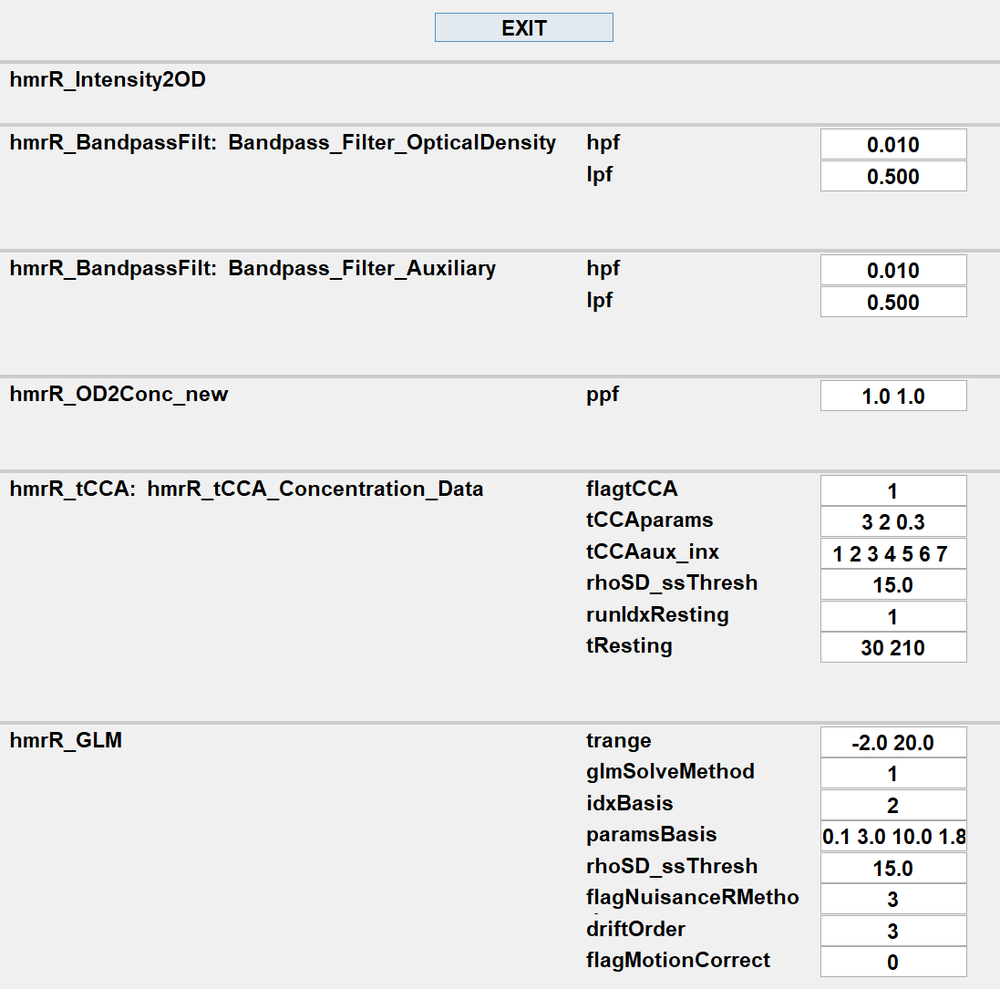 EXIT
hmrR_Intensity2OD
hmrR_BandpassFilt: Bandpass_Filter_OpticalDensity hpf 0.010
lpf 0.500
hmrR_BandpassFilt: Bandpass_Filter_Auxiliary hpf 0.010
lpf 0.500
hmrR_OD2Conc_new ppf 1.0 1.0
hmrR_tCCA: hmrR_tCCA_Concentration_Data flagtCCA 1
tCCAparams 3 2 0.3
tCCAaux_inx 1 2 3 4 5 6 7
rhoSD_ssThresh 15.0
runIdxResting 1
tResting 30 210
hmrR_GLM trange -2.0 20.0
glmSolveMethod 1
idxBasis 2
paramsBasis 0.1 3.0 10.0 1.8
rhoSD_ssThresh 15.0
flagNuisanceRMetho 3
driftOrder 3
flagMotionCorrect 0